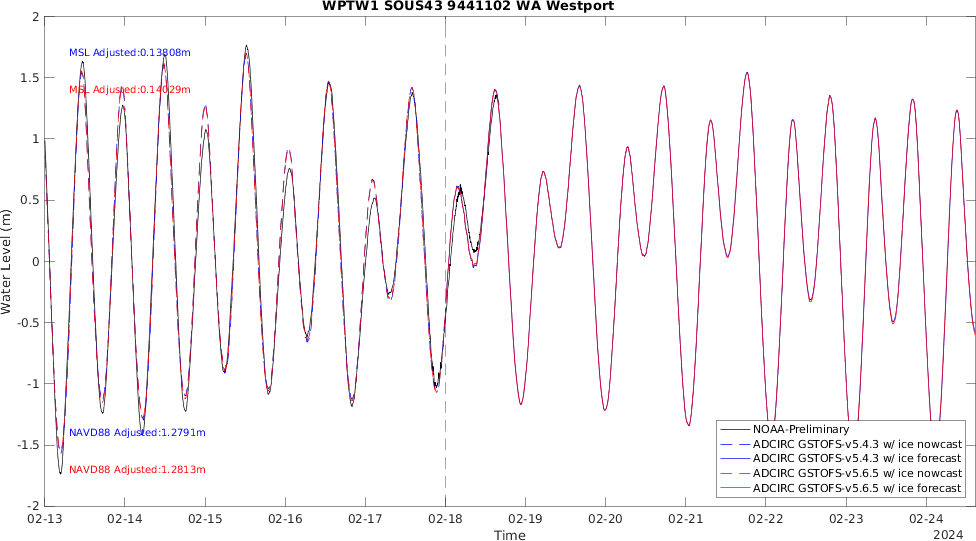 WPTW1 SOUS43 9441102 WA Westport
Water Level (m)
2
1.5
1
0.5
0
-0.5
-1
-1.5
-2
MSL Adjusted:0.13808m
MSL Adjusted:0.14029m
NAVD88 Adjusted:1.2791m
NAVD88 Adjusted:1.2813m
NOAA-Preliminary
ADCIRC GSTOFS-v5.4.3 w/ ice nowcast
ADCIRC GSTOFS-v5.4.3 w/ ice forecast
ADCIRC GSTOFS-v5.6.5 w/ ice nowcast
ADCIRC GSTOFS-v5.6.5 w/ ice forecast
02-13 02-14 02-15 02-16 02-17 02-18 02-19 02-20 02-21 02-22 02-23 02-24
Time
2024